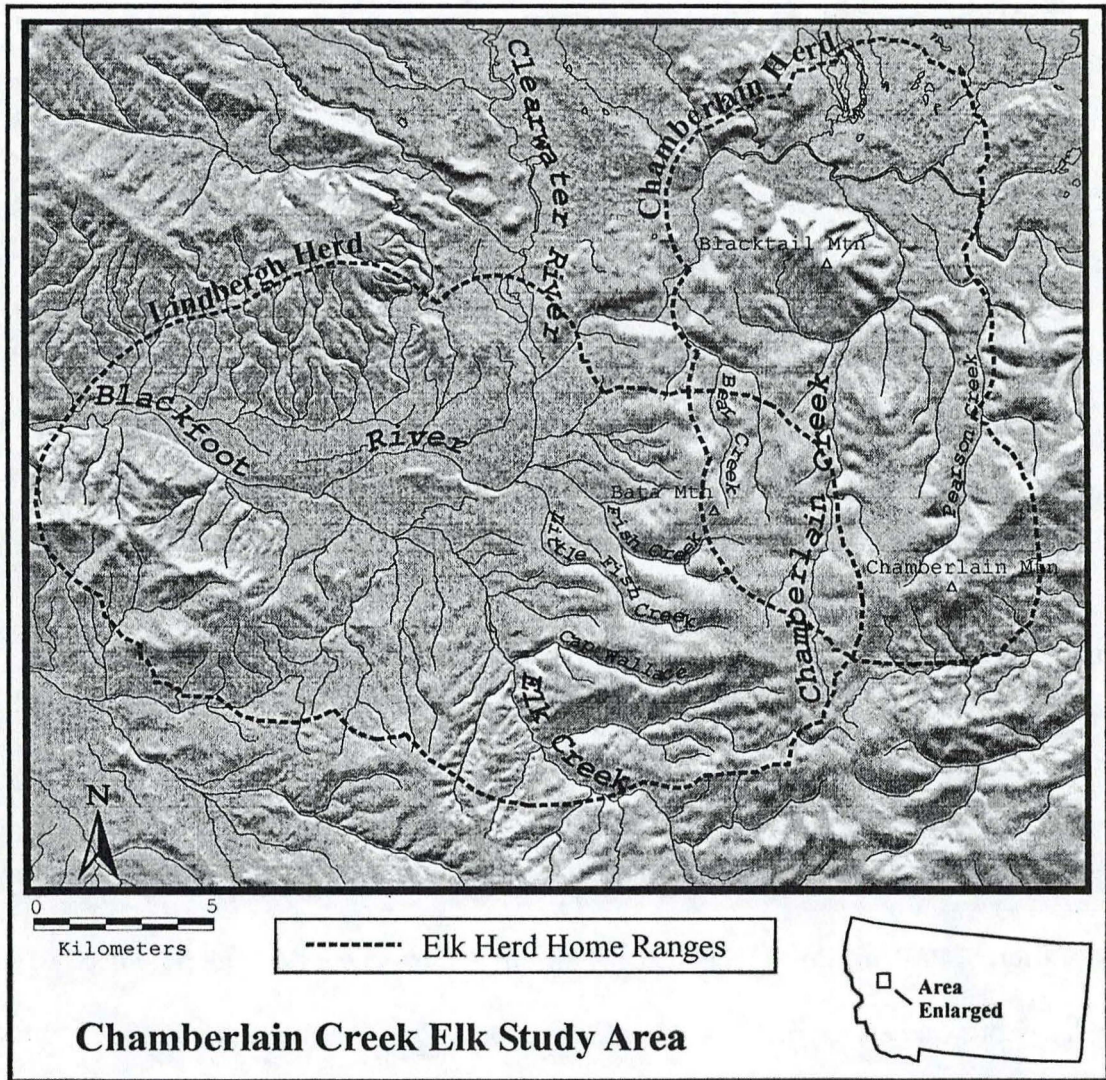 Clearwater River
Chamberlain Herd
Blacktail Mtn
Lindbergh Herd
Blackfoot River
Bear Creek
Chamberlain Creek
Pearson Creek
Bata Mtn
Fish Creek
Little Fish Creek
Chamberlain Mtn
Cap Wallace
Elk Creek
N
0 5
Kilometers
Elk Herd Home Ranges
Area
Enlarged
Chamberlain Creek Elk Study Area